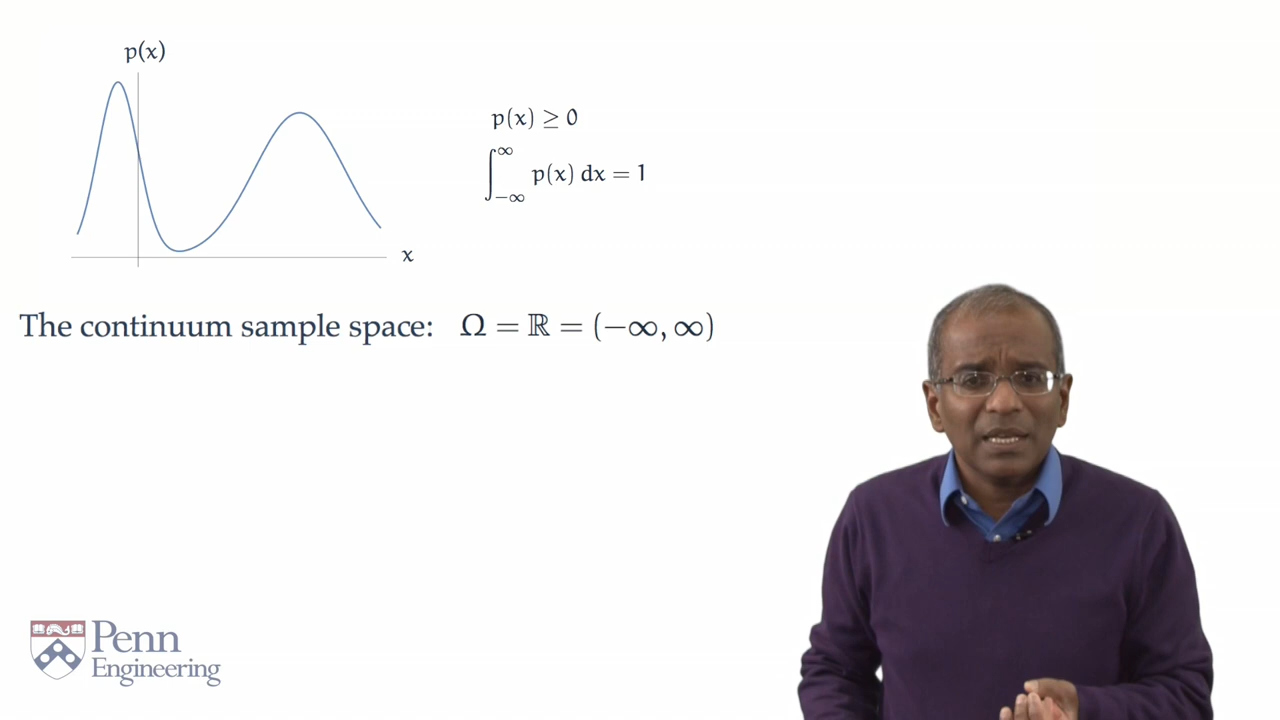 p(x)
p(x) ≥ 0
∫_{−∞}^{∞} p(x) dx = 1
x
The continuum sample space: Ω = ℝ = (−∞, ∞)
Penn
Engineering